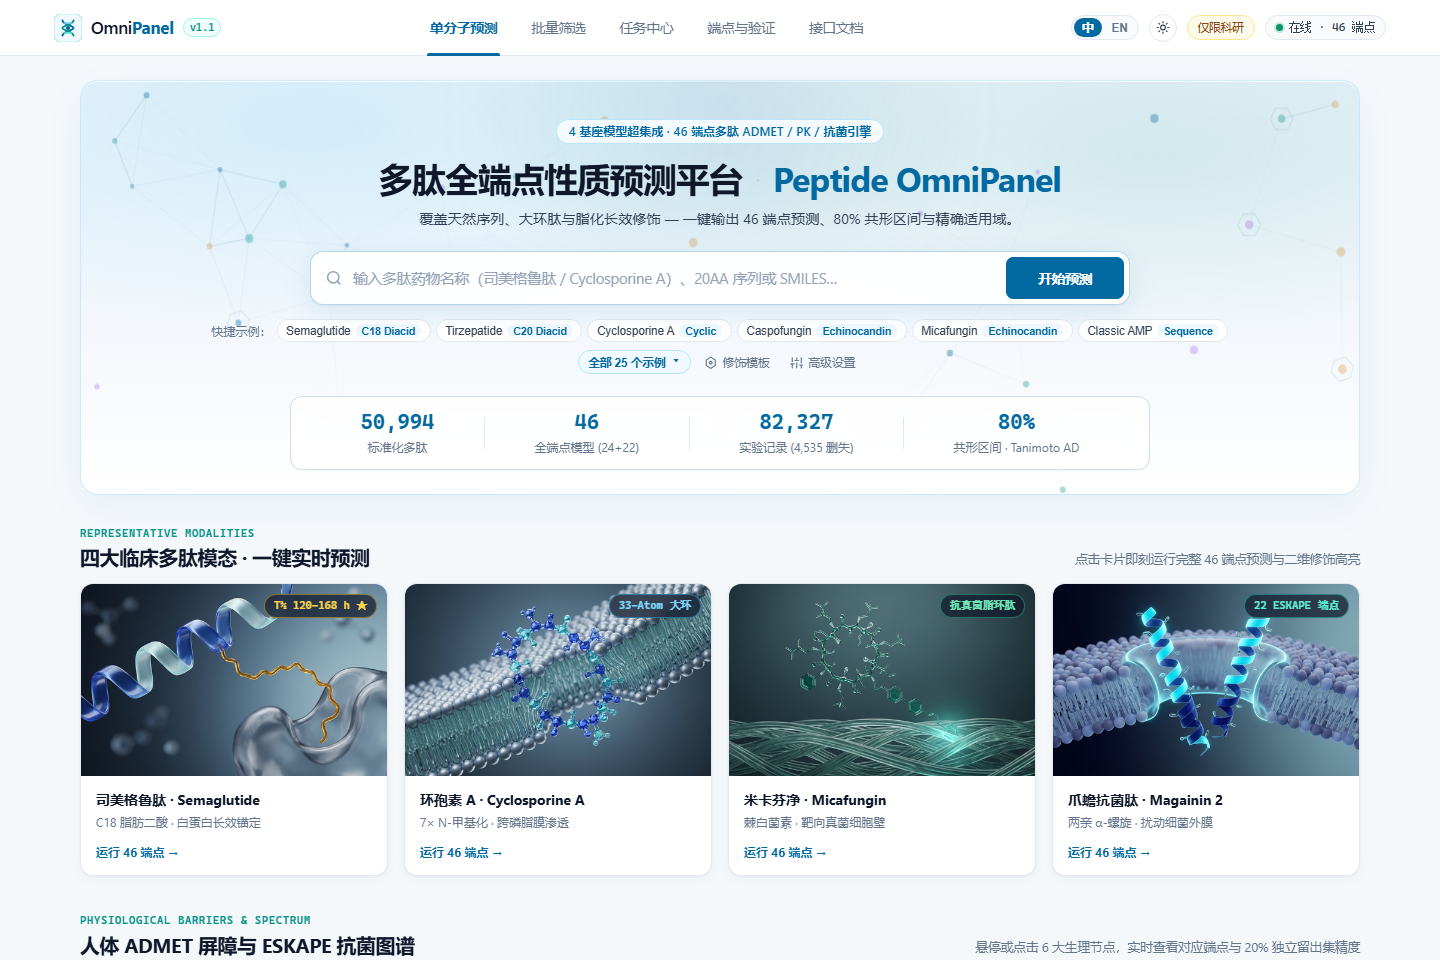 OmniPanel v1.1 单分子预测 批量筛选 任务中心 端点与验证 接口文档 中 EN 仅限科研 在线 · 46 端点
4 基座模型超集成 · 46 端点多肽 ADMET / PK / 抗菌引擎
多肽全端点性质预测平台 · Peptide OmniPanel
覆盖天然序列、大环肽与脂化长效修饰 — 一键输出 46 端点预测、80% 共形区间与精确适用域。
输入多肽药物名称（司美格鲁肽 / Cyclosporine A）、20AA 序列或 SMILES... 开始预测
快捷示例： Semaglutide C18 Diacid Tirzepatide C20 Diacid Cyclosporine A Cyclic Caspofungin Echinocandin Micafungin Echinocandin Classic AMP Sequence
全部 25 个示例 修饰模板 高级设置
50,994 46 82,327 80%
标准化多肽 全端点模型 (24+22) 实验记录 (4,535 删失) 共形区间 · Tanimoto AD
REPRESENTATIVE MODALITIES
四大临床多肽模态 · 一键实时预测 点击卡片即刻运行完整 46 端点预测与二维修饰高亮
T½ 120–168 h ★ 33-Atom 大环 抗真菌脂环肽 22 ESKAPE 端点
司美格鲁肽 · Semaglutide 环孢素 A · Cyclosporine A 米卡芬净 · Micafungin 爪蟾抗菌肽 · Magainin 2
C18 脂肪二酸 · 白蛋白长效锚定 7× N-甲基化 · 跨磷脂膜渗透 棘白菌素 · 靶向真菌细胞壁 两亲 α-螺旋 · 扰动细菌外膜
运行 46 端点 → 运行 46 端点 → 运行 46 端点 → 运行 46 端点 →
PHYSIOLOGICAL BARRIERS & SPECTRUM
人体 ADMET 屏障与 ESKAPE 抗菌图谱 悬停或点击 6 大生理节点，实时查看对应端点与 20% 独立留出集精度